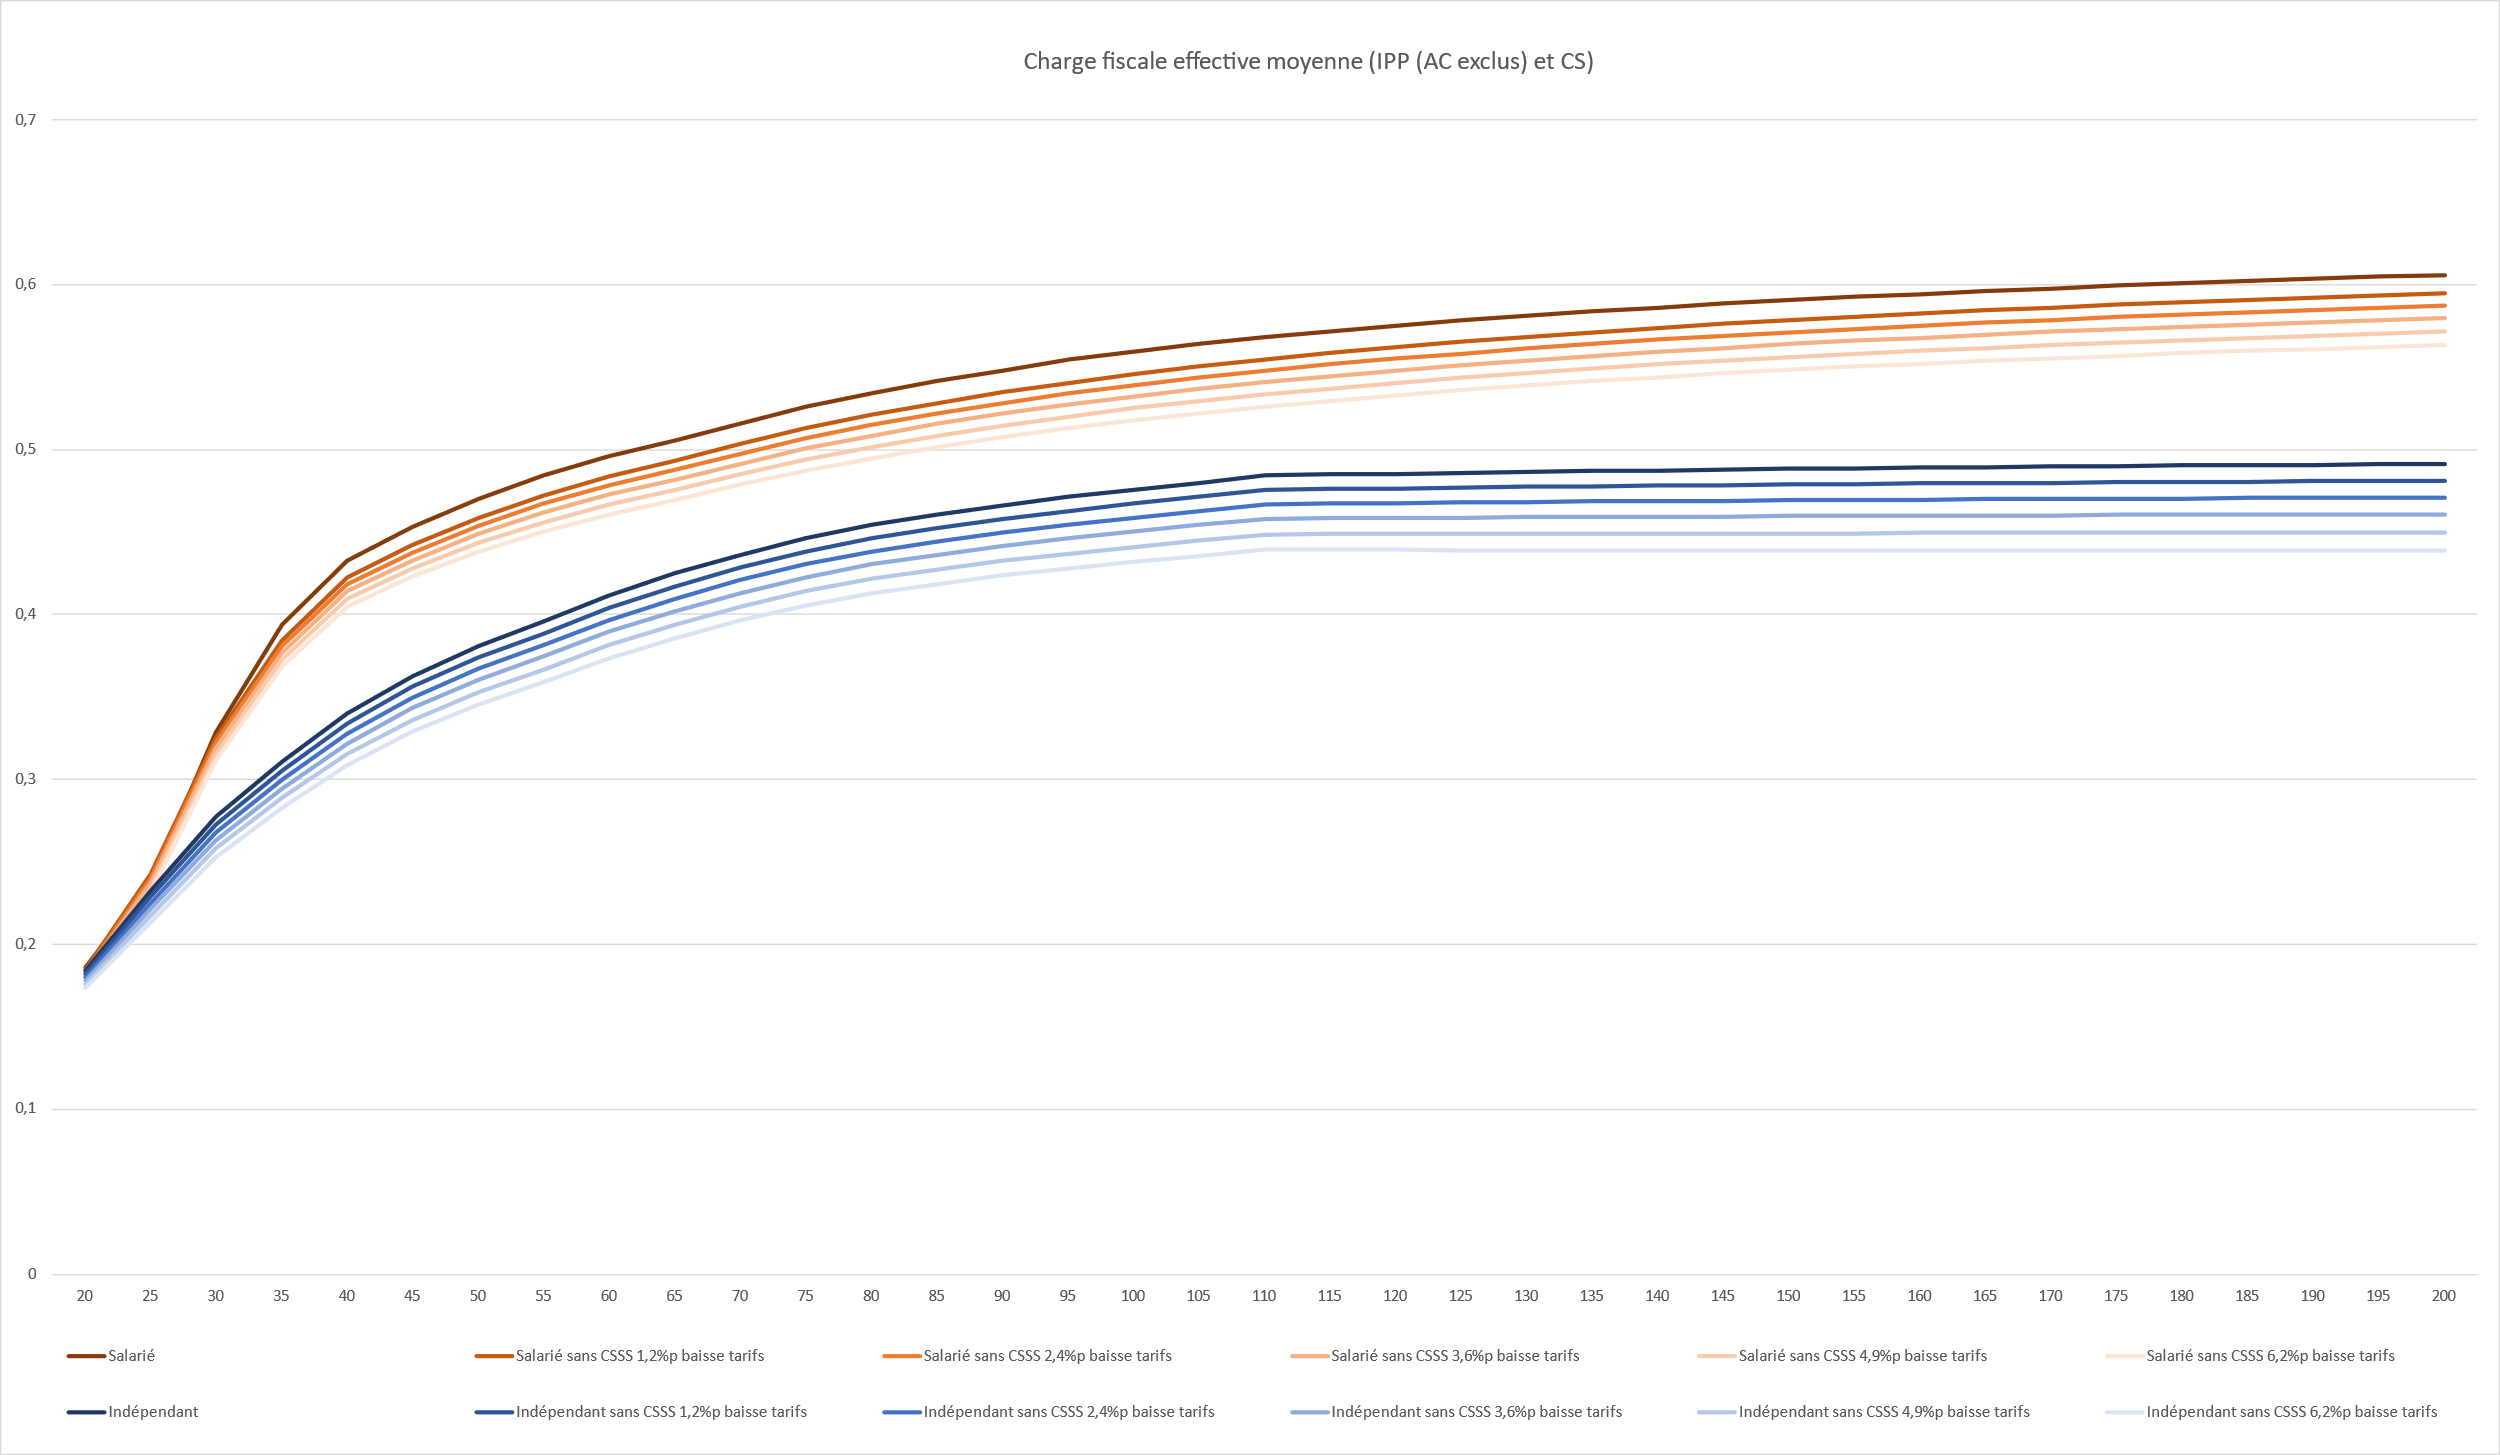 Charge fiscale effective moyenne (IPP (AC exclus) et CS)
0,7
0,6
0,5
0,4
0,3
0,2
0,1
0
20 25 30 35 40 45 50 55 60 65 70 75 80 85 90 95 100 105 110 115 120 125 130 135 140 145 150 155 160 165 170 175 180 185 190 195 200
Salarié Salarié sans CSSS 1,2%p baisse tarifs Salarié sans CSSS 2,4%p baisse tarifs Salarié sans CSSS 3,6%p baisse tarifs Salarié sans CSSS 4,9%p baisse tarifs Salarié sans CSSS 6,2%p baisse tarifs
Indépendant Indépendant sans CSSS 1,2%p baisse tarifs Indépendant sans CSSS 2,4%p baisse tarifs Indépendant sans CSSS 3,6%p baisse tarifs Indépendant sans CSSS 4,9%p baisse tarifs Indépendant sans CSSS 6,2%p baisse tarifs